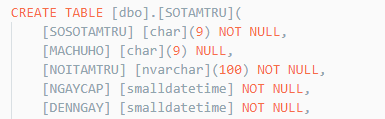 CREATE TABLE [dbo].[SOTAMTRU](
[SOSOTAMTRU] [char](9) NOT NULL,
[MACHUHO] [char](9) NULL,
[NOITAMTRU] [nvarchar](100) NOT NULL,
[NGAYCAP] [smalldatetime] NOT NULL,
[DENNGAY] [smalldatetime] NOT NULL,